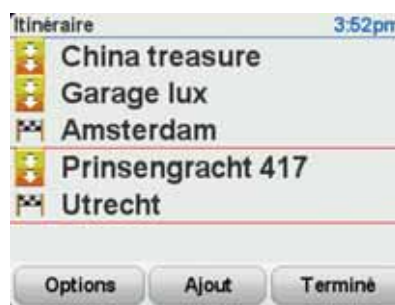 Itinéraire 3:52pm
China treasure
Garage lux
Amsterdam
Prinsengracht 417
Utrecht
Options Ajout Terminé